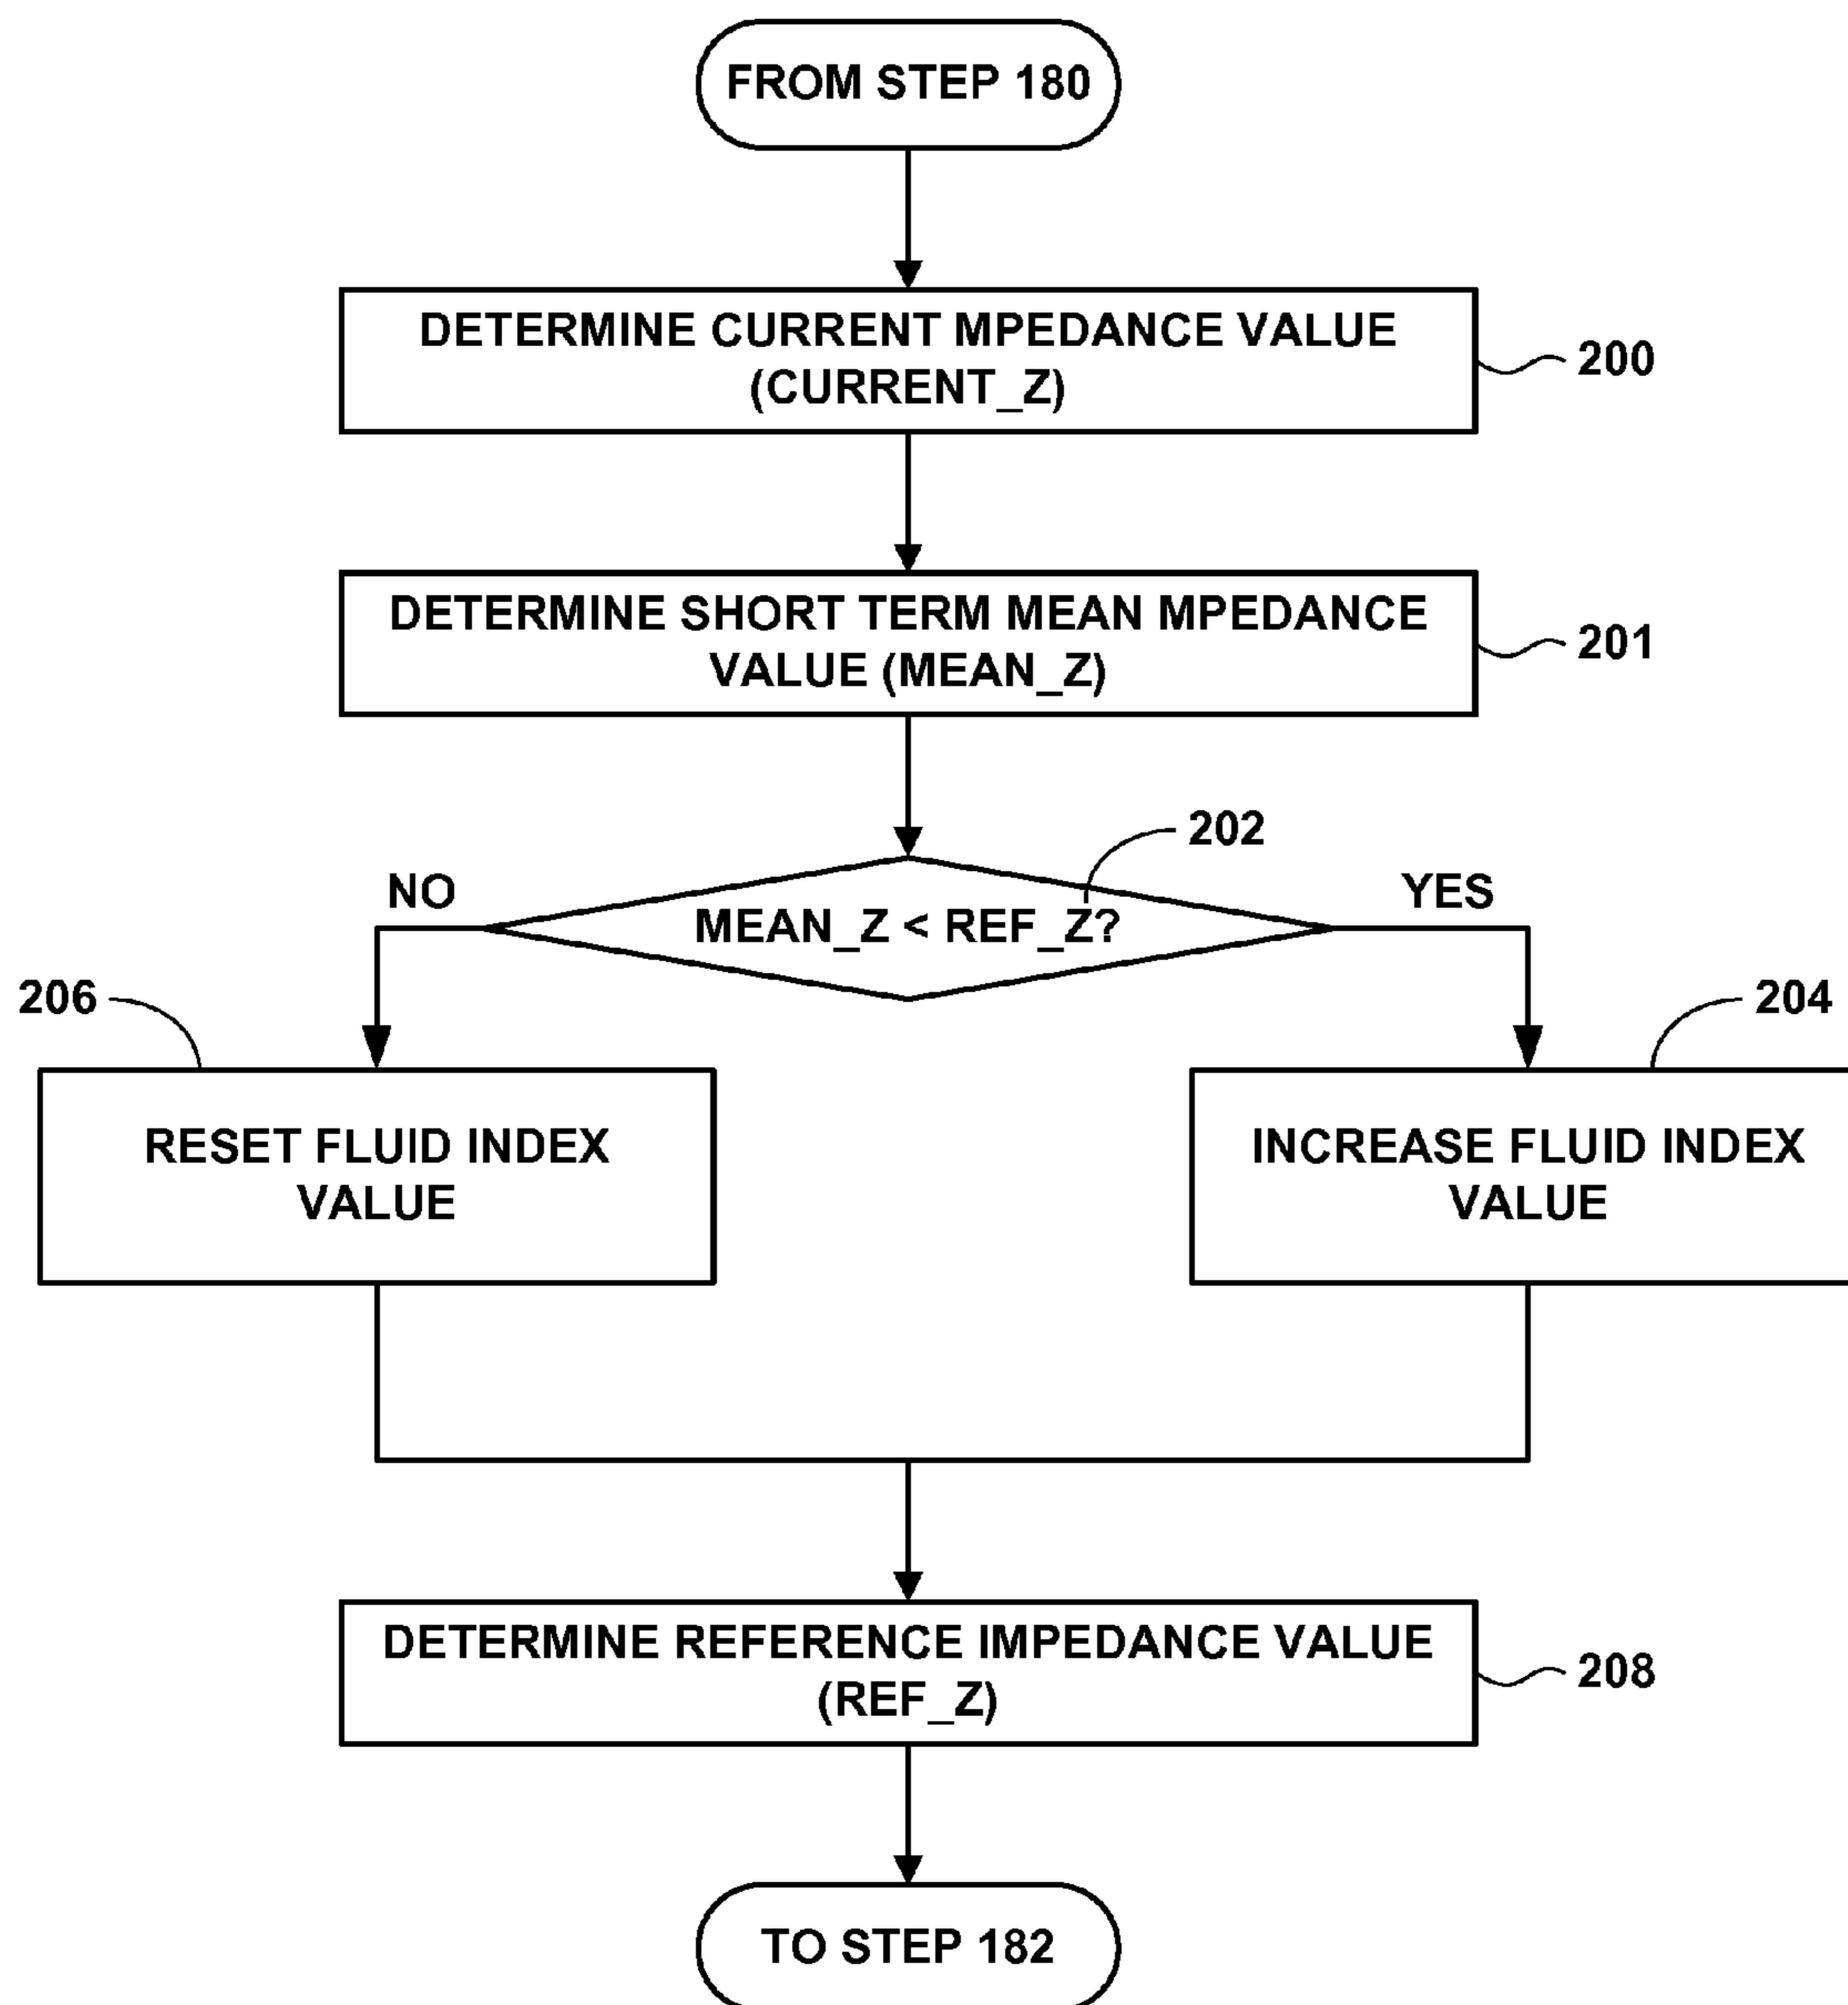 FROM STEP 180
DETERMINE CURRENT MPEDANCE VALUE
(CURRENT_Z)
200
DETERMINE SHORT TERM MEAN MPEDANCE
VALUE (MEAN_Z)
201
202
NO
MEAN_Z < REF_Z?
YES
206
204
RESET FLUID INDEX
VALUE
INCREASE FLUID INDEX
VALUE
DETERMINE REFERENCE IMPEDANCE VALUE
(REF_Z)
208
TO STEP 182